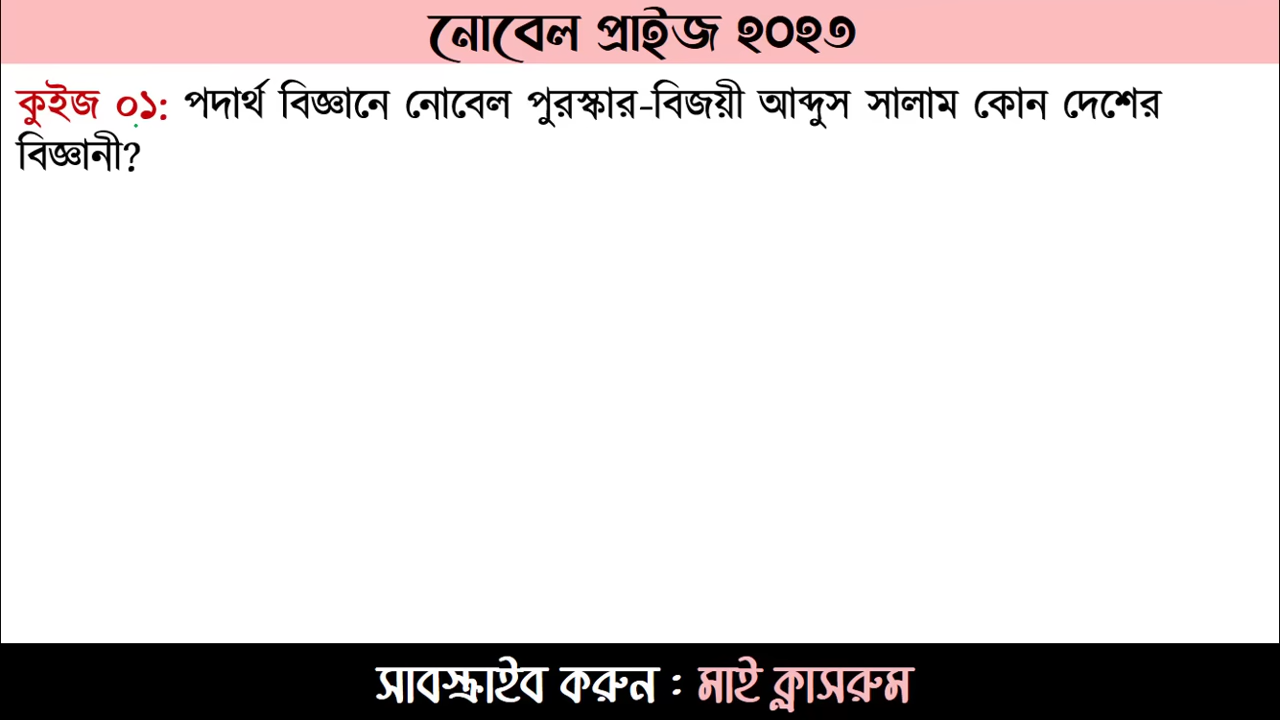 নোবেল প্রাইজ ২০২৩
কুইজ ০১: পদার্থ বিজ্ঞানে নোবেল পুরস্কার-বিজয়ী আব্দুস সালাম কোন দেশের
বিজ্ঞানী?
সাবস্ক্রাইব করুন : মাই ক্লাসরুম